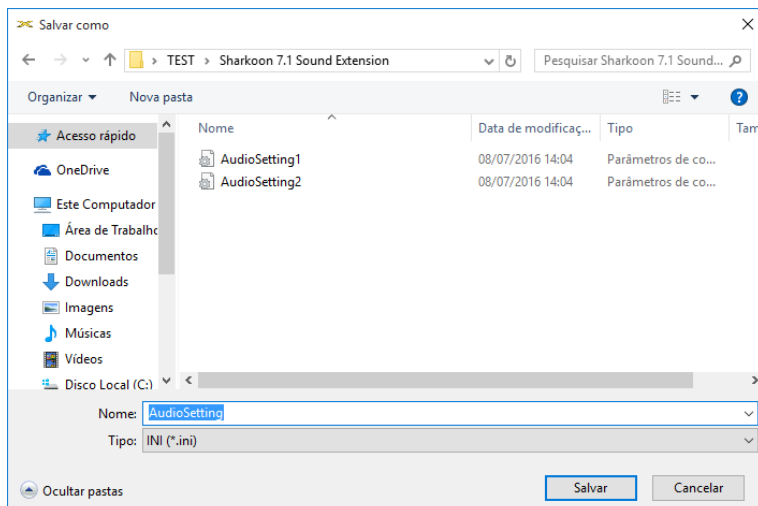 Salvar como
TEST > Sharkoon 7.1 Sound Extension
Pesquisar Sharkoon 7.1 Sound...
Organizar
Nova pasta
Acesso rápido
OneDrive
Este Computador
Área de Trabalho
Documentos
Downloads
Imagens
Músicas
Vídeos
Disco Local (C:)
Nome
Data de modificaç...
Tipo
Tam
AudioSetting1
08/07/2016 14:04
Parâmetros de co...
AudioSetting2
08/07/2016 14:04
Parâmetros de co...
Nome:
AudioSetting
Tipo:
INI (*.ini)
Ocultar pastas
Salvar
Cancelar